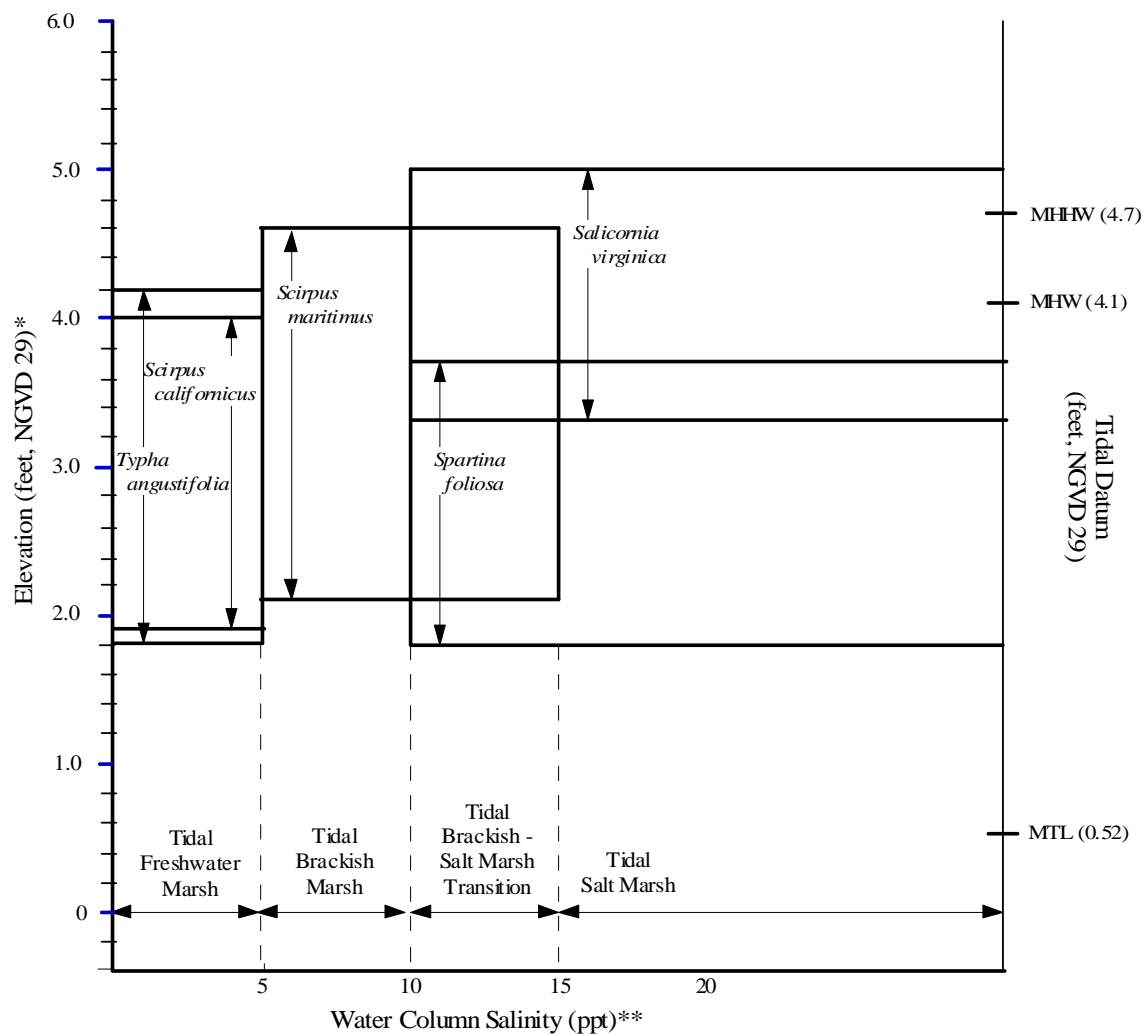 6.0
5.0
4.0
3.0
2.0
1.0
0
Elevation (feet, NGVD 29)*
Typha
angustifolia
Scirpus
californicus
Scirpus
maritimus
Spartina
foliosa
Salicornia
virginica
MHHW (4.7)
MHW (4.1)
MTL (0.52)
Tidal Datum
(feet, NGVD 29)
Tidal
Freshwater
Marsh
Tidal
Brackish
Marsh
Tidal
Brackish -
Salt Marsh
Transition
Tidal
Salt Marsh
5
10
15
20
Water Column Salinity (ppt)**